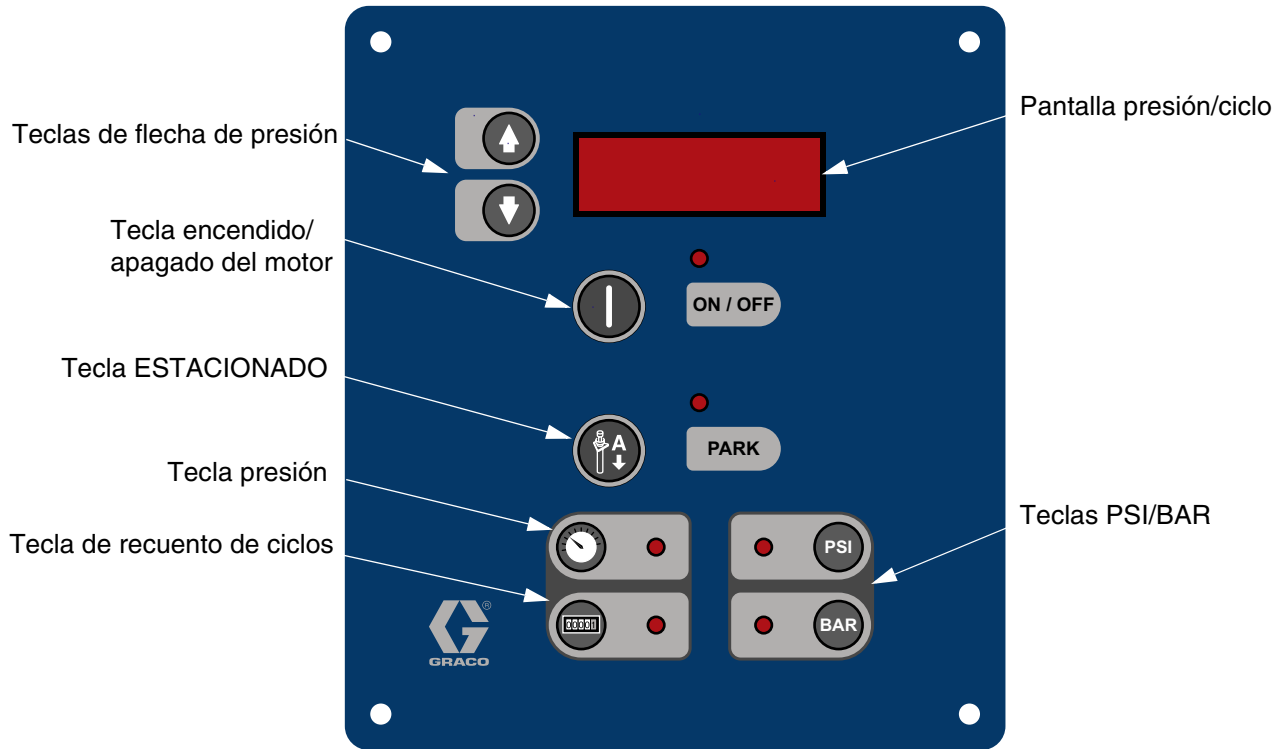 Teclas de flecha de presión
Tecla encendido/
apagado del motor
Tecla ESTACIONADO
Tecla presión
Tecla de recuento de ciclos
Pantalla presión/ciclo
ON / OFF
A
PARK
PSI
BAR
00031
®
GRACO
Teclas PSI/BAR